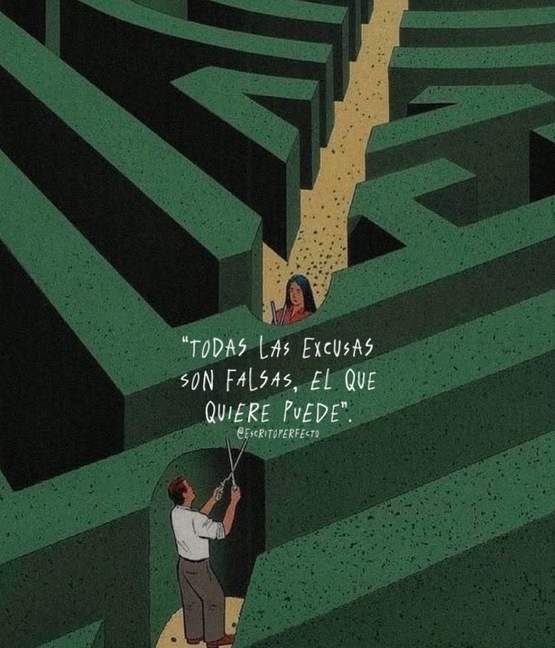 "TODAS LAS EXCUSAS
SON FALSAS, EL QUE
QUIERE PUEDE".
@ESCRITOPERFECTO